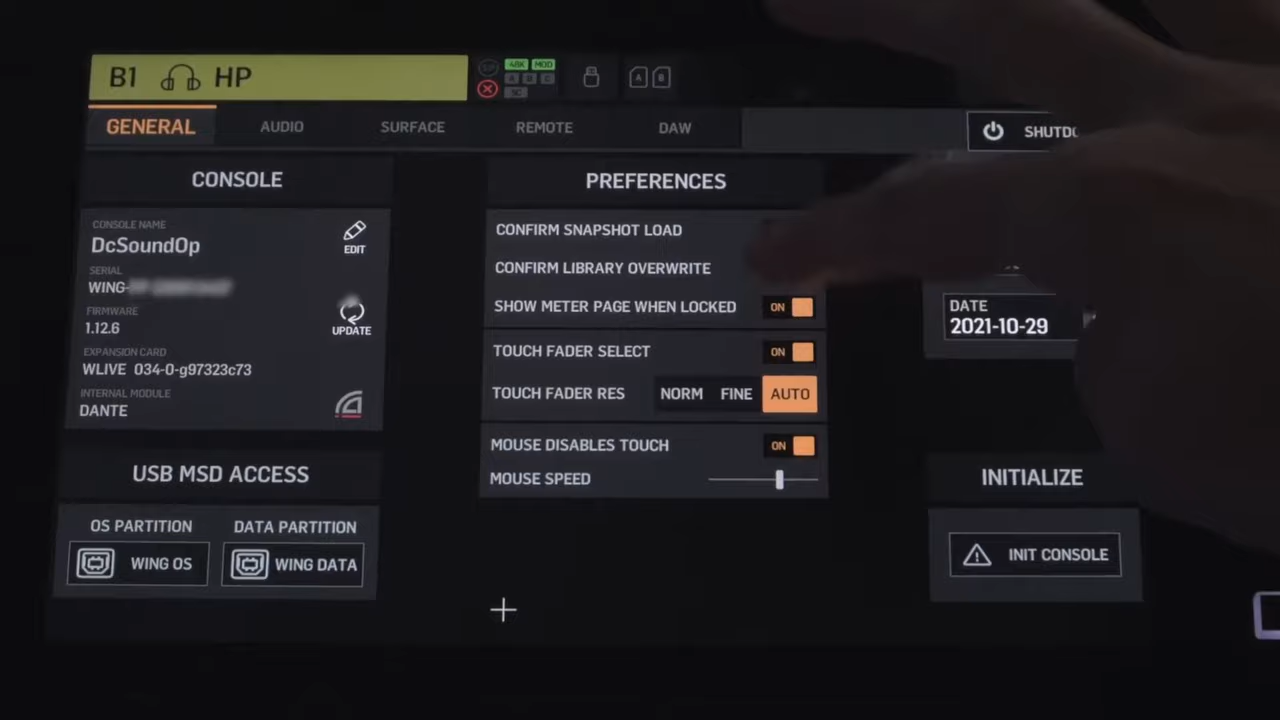 B1 HP
48K MOD
A B C
A B
GENERAL AUDIO SURFACE REMOTE DAW
SHUTD
CONSOLE
CONSOLE NAME
DcSoundOp
EDIT
SERIAL
WING-
FIRMWARE
1.12.6
UPDATE
EXPANSION CARD
WLIVE 034-0-g97323c73
INTERNAL MODULE
DANTE
USB MSD ACCESS
OS PARTITION DATA PARTITION
WING OS WING DATA
PREFERENCES
CONFIRM SNAPSHOT LOAD
CONFIRM LIBRARY OVERWRITE
SHOW METER PAGE WHEN LOCKED ON
TOUCH FADER SELECT ON
TOUCH FADER RES NORM FINE AUTO
MOUSE DISABLES TOUCH ON
MOUSE SPEED
DATE
2021-10-29
INITIALIZE
INIT CONSOLE